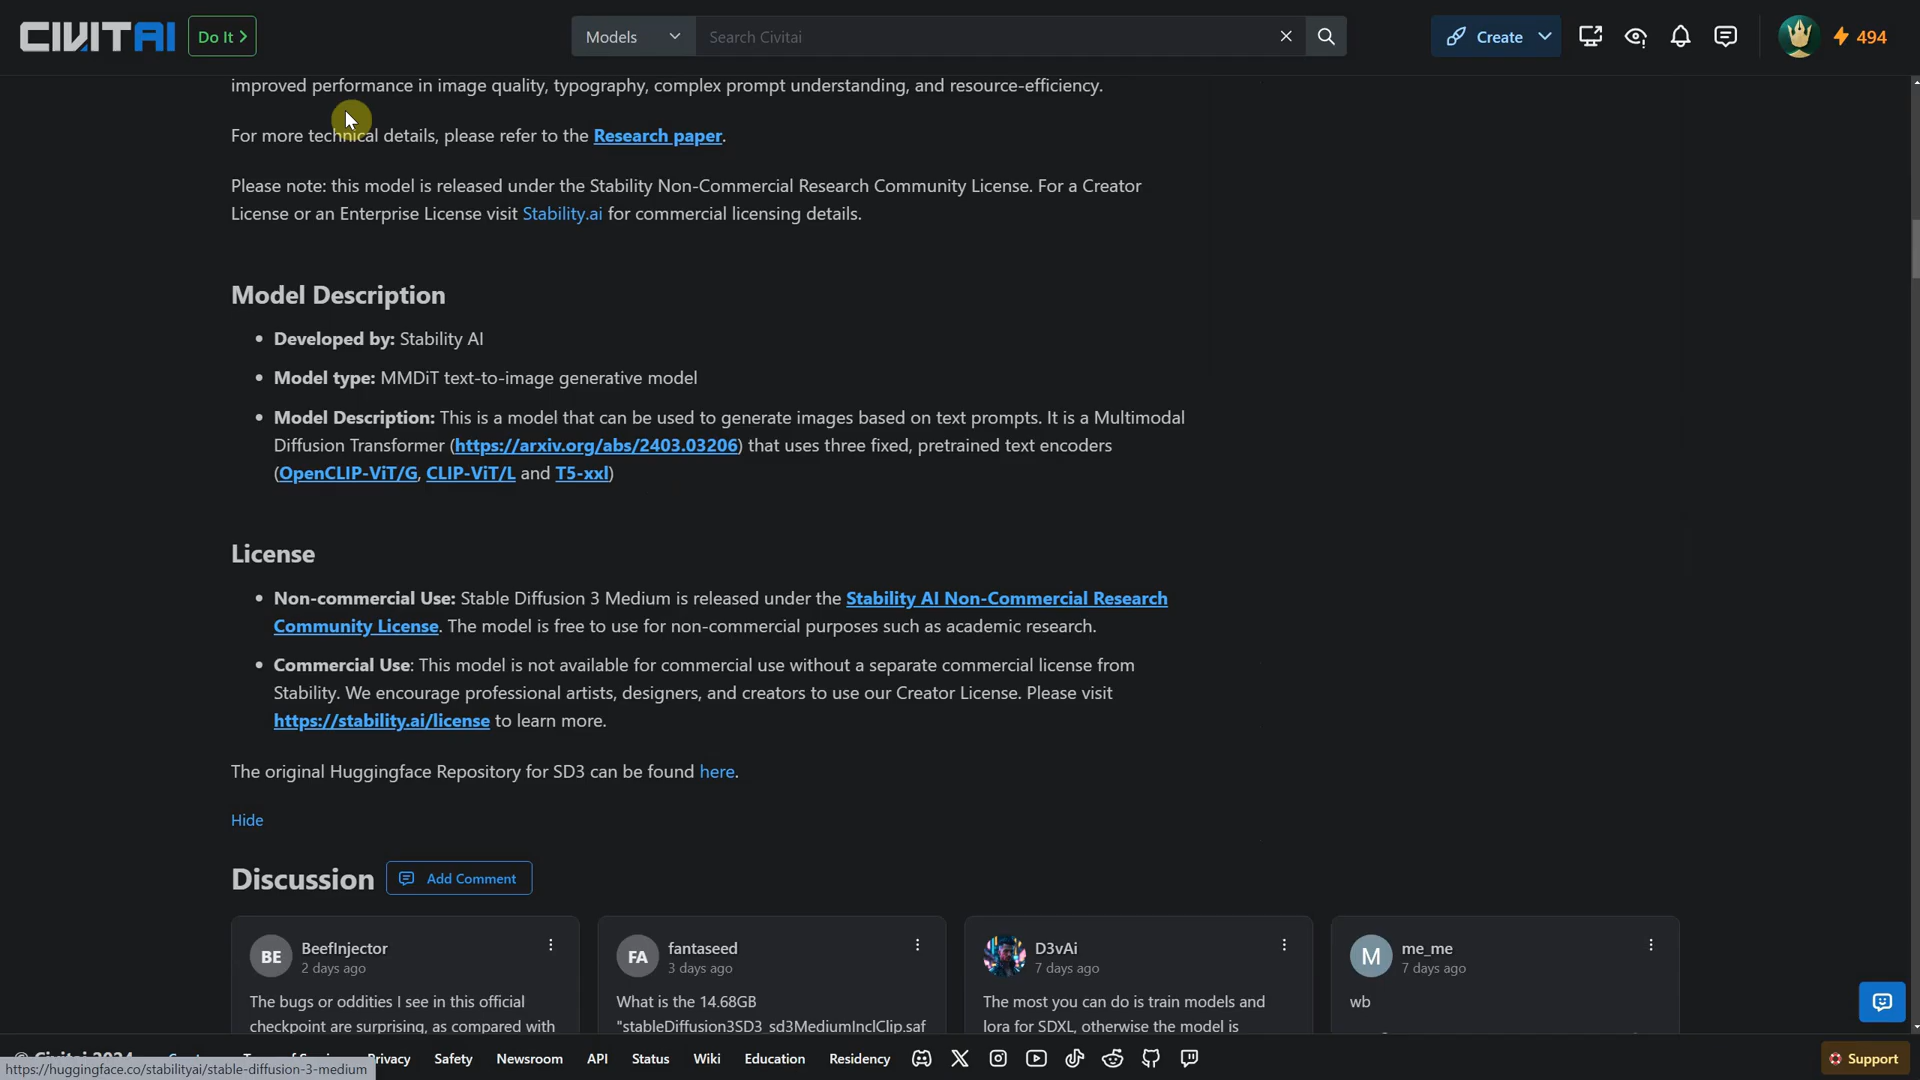 CIVITAI Do It Models Search Civitai Create 494
improved performance in image quality, typography, complex prompt understanding, and resource-efficiency.
For more technical details, please refer to the Research paper.
Please note: this model is released under the Stability Non-Commercial Research Community License. For a Creator
License or an Enterprise License visit Stability.ai for commercial licensing details.
Model Description
• Developed by: Stability AI
• Model type: MMDiT text-to-image generative model
• Model Description: This is a model that can be used to generate images based on text prompts. It is a Multimodal
Diffusion Transformer (https://arxiv.org/abs/2403.03206) that uses three fixed, pretrained text encoders
(OpenCLIP-ViT/G, CLIP-ViT/L and T5-xxl)
License
• Non-commercial Use: Stable Diffusion 3 Medium is released under the Stability AI Non-Commercial Research
Community License. The model is free to use for non-commercial purposes such as academic research.
• Commercial Use: This model is not available for commercial use without a separate commercial license from
Stability. We encourage professional artists, designers, and creators to use our Creator License. Please visit
https://stability.ai/license to learn more.
The original Huggingface Repository for SD3 can be found here.
Hide
Discussion Add Comment
BE BeefInjector
2 days ago
The bugs or oddities I see in this official
checkpoint are surprising, as compared with
FA fantaseed
3 days ago
What is the 14.68GB
"stableDiffusion3SD3_sd3MediumInclClip.saf
D3vAi
7 days ago
The most you can do is train models and
lora for SDXL, otherwise the model is
M me_me
7 days ago
wb
© Civitai 2024 Privacy Safety Newsroom API Status Wiki Education Residency Support
https://huggingface.co/stabilityai/stable-diffusion-3-medium